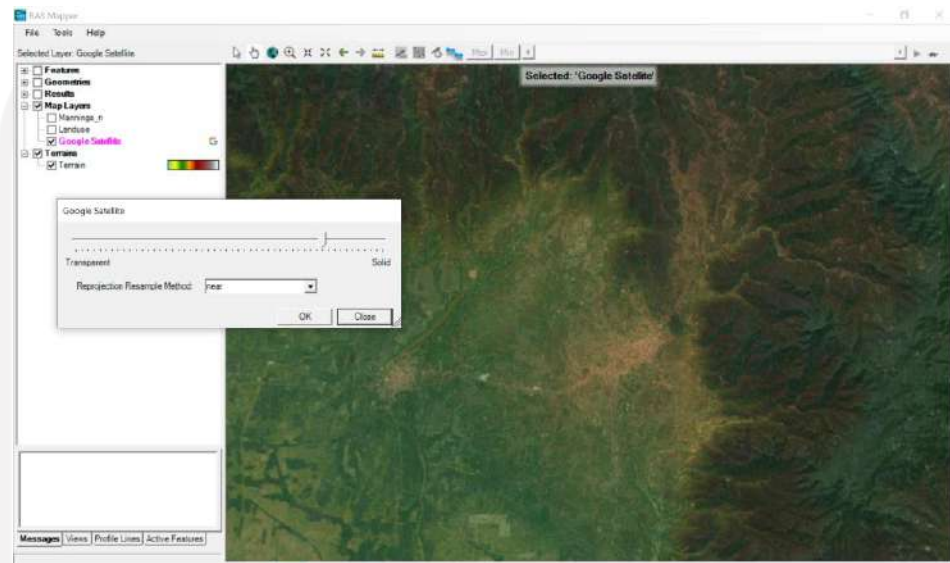 RAS Mapper
File Tools Help
Selected Layer: Google Satellite
Max Min
Selected: 'Google Satellite'
Features
Geometries
Results
Map Layers
Mannings_n
Landuse
Google Satellite
Terrains
Terrain
Google Satellite
Transparent Solid
Reprojection Resample Method: near
OK Close
Messages Views Profile Lines Active Features